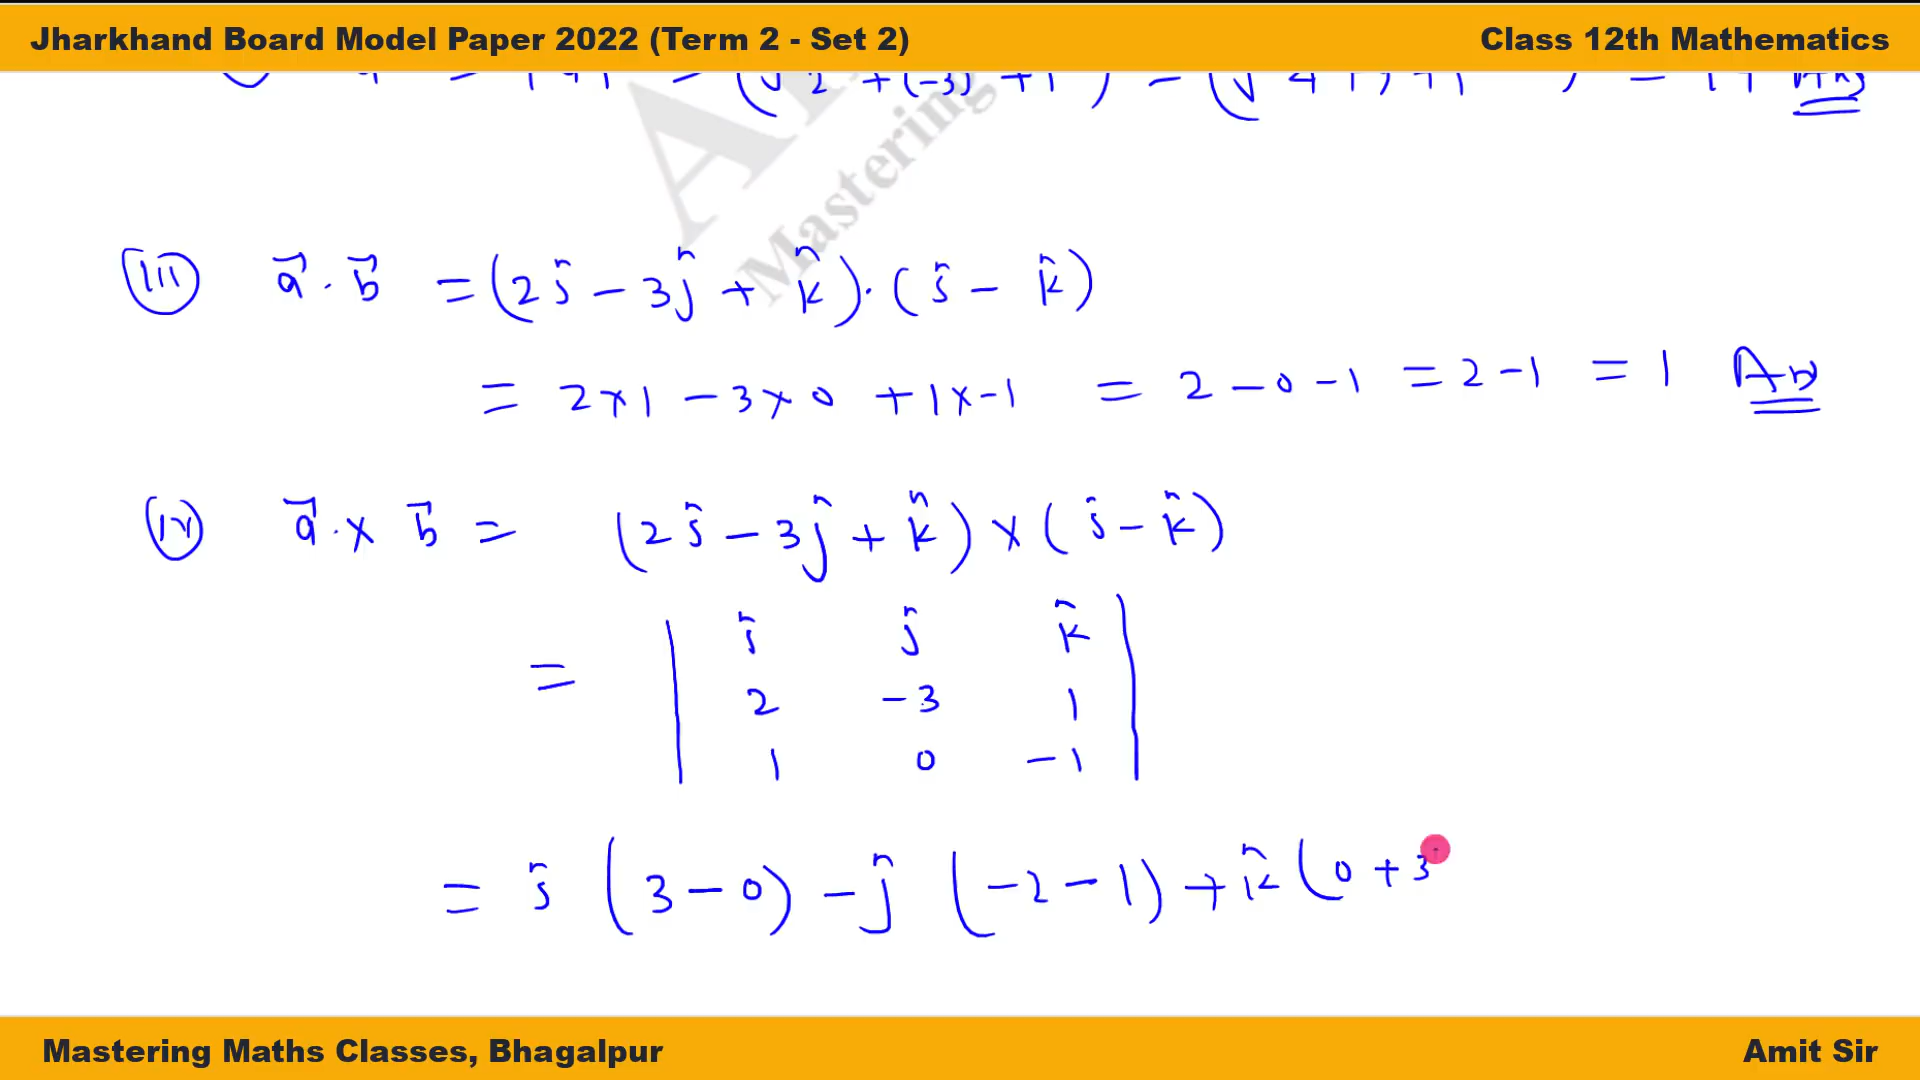 Jharkhand Board Model Paper 2022 (Term 2 - Set 2) Class 12th Mathematics
Mastering
(iii) a⃗ . b⃗ = (2î - 3ĵ + k̂) . (î - k̂)
= 2×1 - 3×0 + 1×-1 = 2 - 0 - 1 = 2 - 1 = 1 Ans
(iv) a⃗ . × b⃗ = (2î - 3ĵ + k̂) × (î - k̂)
= | î ĵ k̂ |
| 2 -3 1 |
| 1 0 -1 |
= î (3 - 0) - ĵ (-2 - 1) + k̂ (0 + 3
Mastering Maths Classes, Bhagalpur Amit Sir